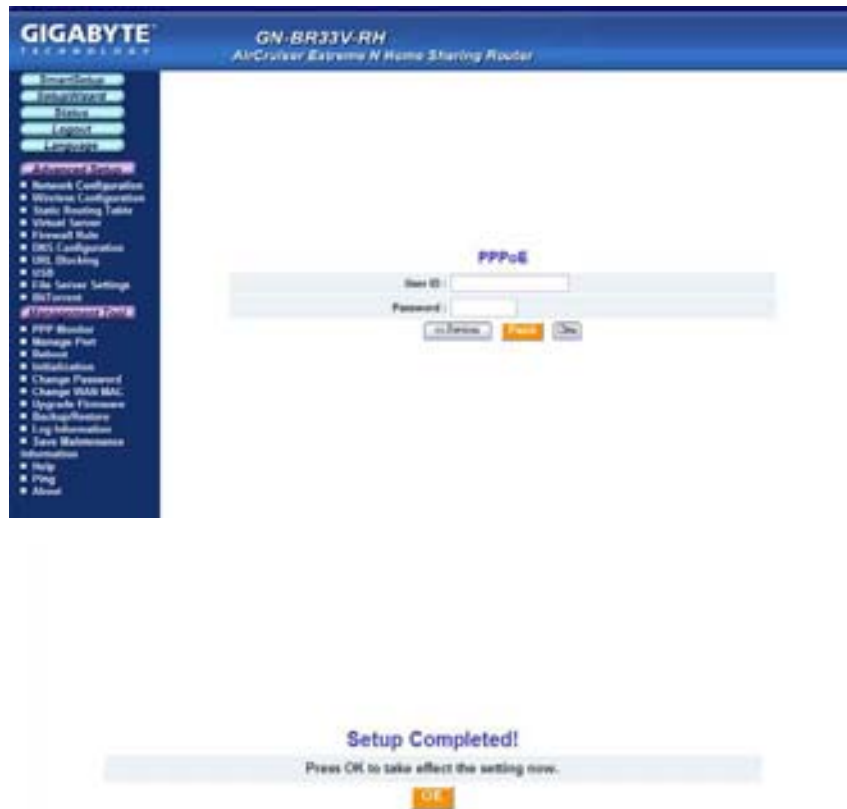 GIGABYTE
TECHNOLOGY
GN-BR33V-RH
AirCruiser Extreme N Home Sharing Router
SmartSetup
SetupWizard
Status
Logout
Language
Advanced Setup
Network Configuration
Wireless Configuration
Static Routing Table
Virtual Server
Firewall Rule
DNS Configuration
URL Blocking
USB
File Server Settings
BitTorrent
Management Tool
PPP Monitor
Manage Port
Reboot
Initialization
Change Password
Change WAN MAC
Upgrade Firmware
Backup/Restore
Log Information
Save Maintenance
Information
Help
Ping
About
PPPoE
User ID :
Password :
Setup Completed!
Press OK to take effect the setting now.
OK